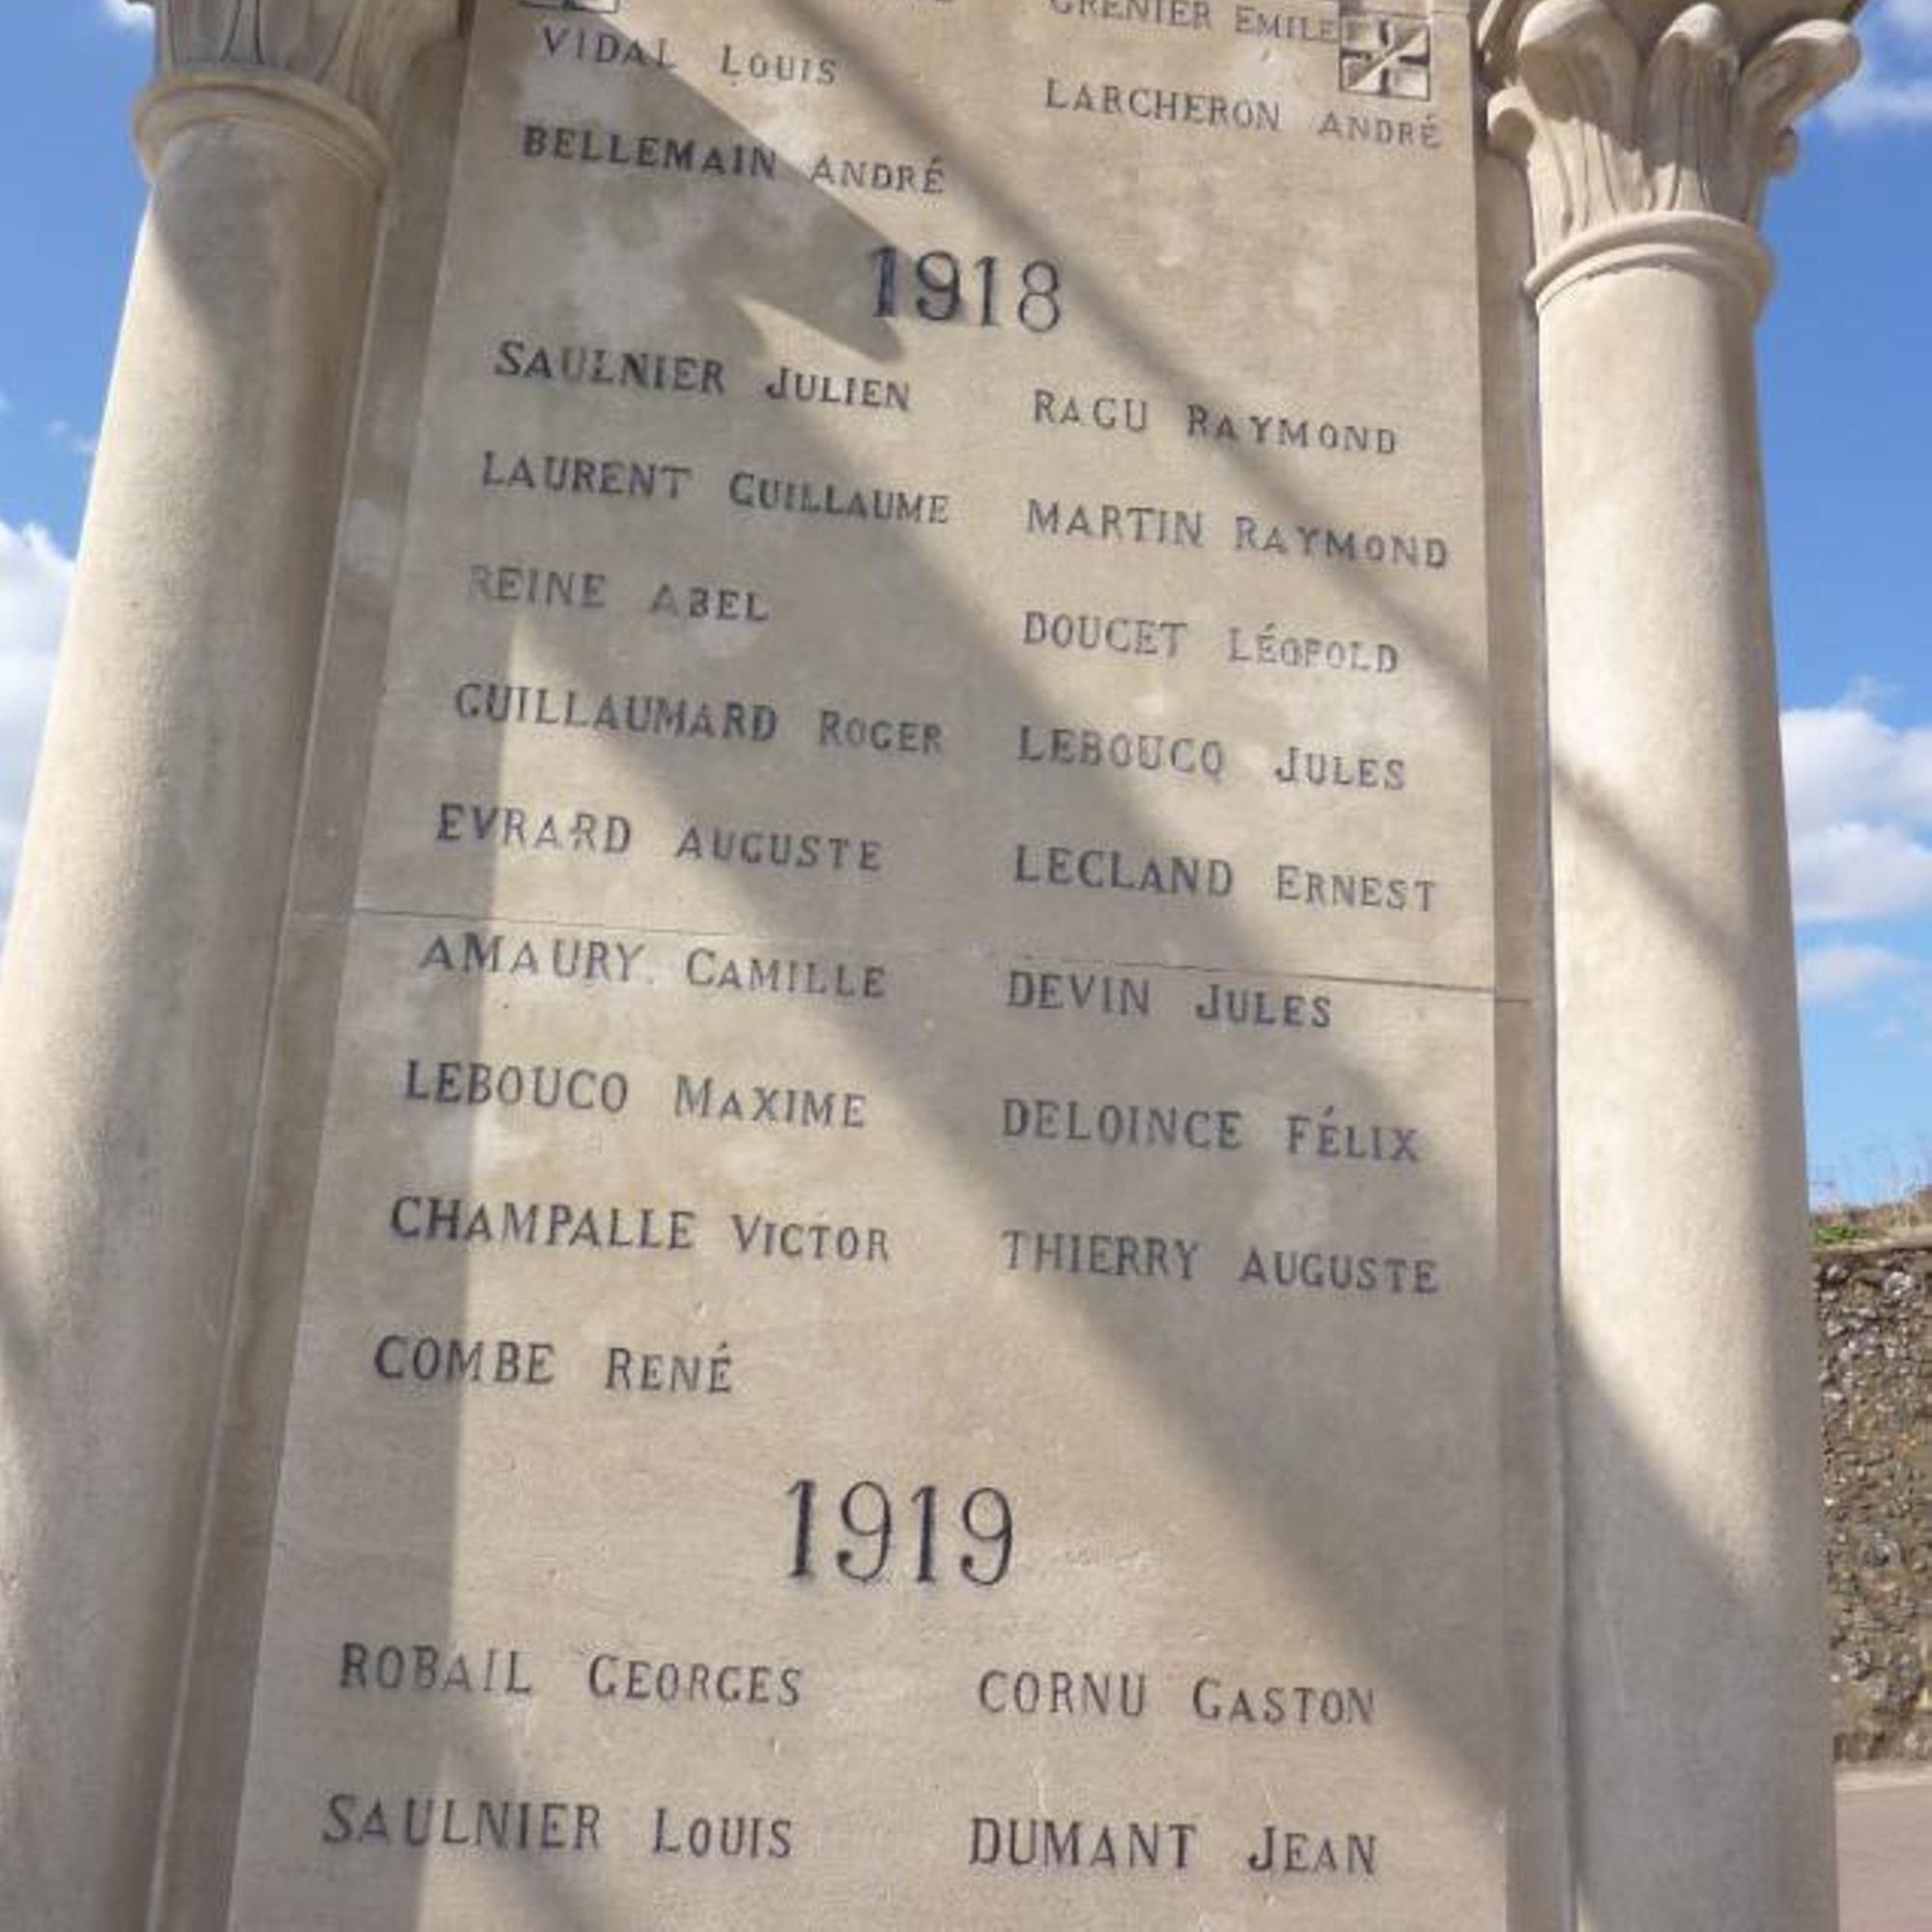 GRENIER EMILE
VIDAL LOUIS
LARCHERON ANDRÉ
BELLEMAIN ANDRÉ
1918
SAULNIER JULIEN RAGU RAYMOND
LAURENT GUILLAUME MARTIN RAYMOND
REINE ABEL DOUCET LÉOPOLD
GUILLAUMARD ROGER LEBOUCQ JULES
EVRARD AUGUSTE LECLAND ERNEST
AMAURY. CAMILLE DEVIN JULES
LEBOUCQ MAXIME DELOINCE FÉLIX
CHAMPALLE VICTOR THIERRY AUGUSTE
COMBE RENÉ
1919
ROBAIL GEORGES CORNU GASTON
SAULNIER LOUIS DUMANT JEAN